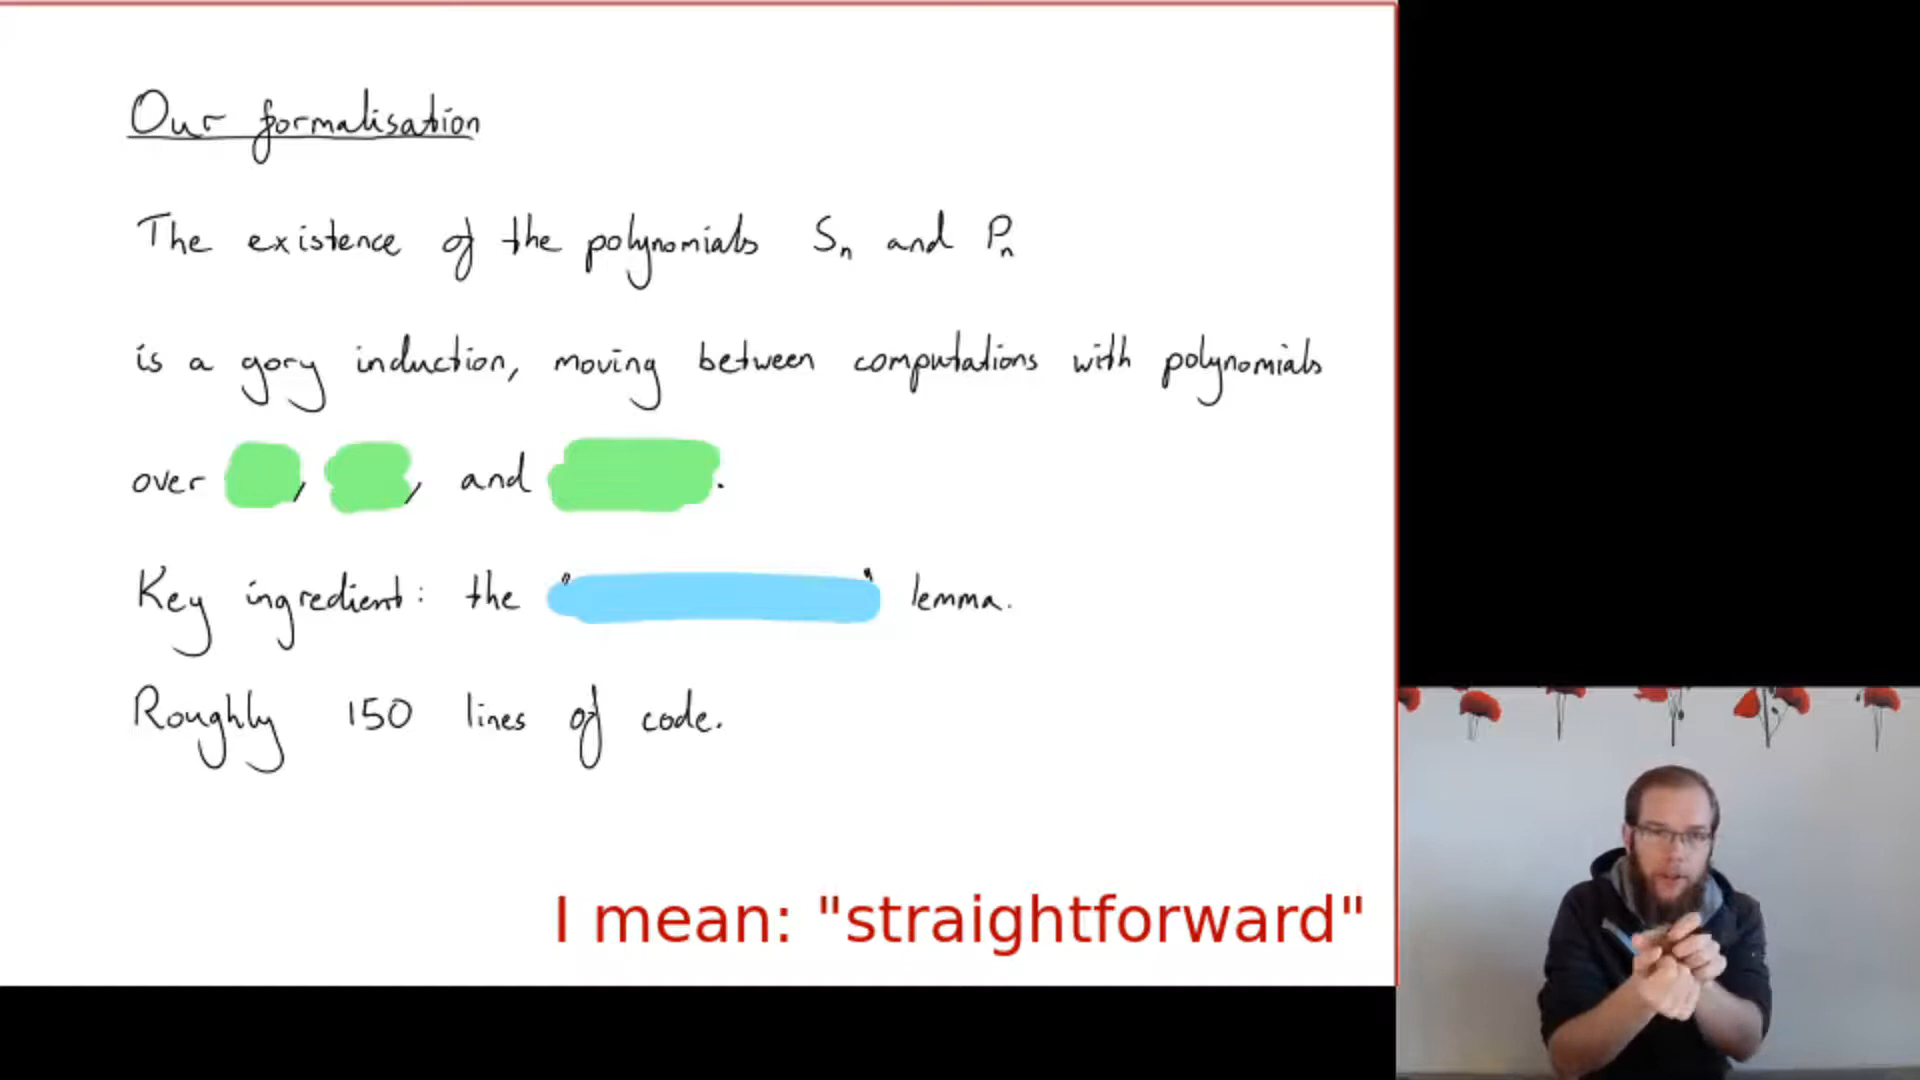 Our formalisation
The existence of the polynomials Sₙ and Pₙ
is a gory induction, moving between computations with polynomials
over , , and .
Key ingredient: the " " lemma.
Roughly 150 lines of code.
I mean: "straightforward"